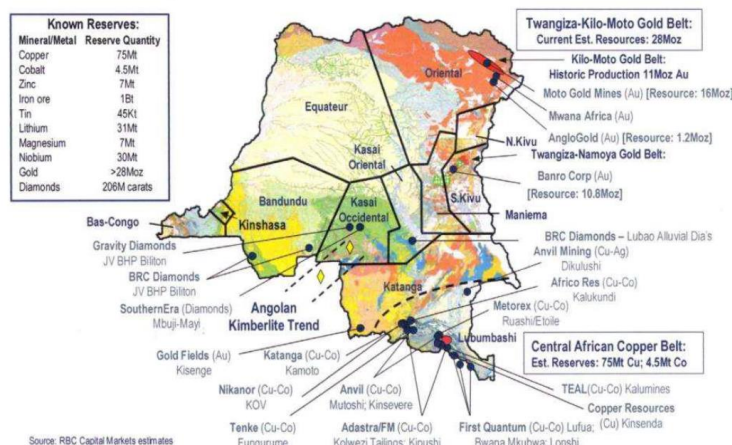 Known Reserves:
Mineral/Metal Reserve Quantity
Copper 75Mt
Cobalt 4.5Mt
Zinc 7Mt
Iron ore 1Bt
Tin 45Kt
Lithium 31Mt
Magnesium 7Mt
Niobium 30Mt
Gold >28Moz
Diamonds 206M carats
Twangiza-Kilo-Moto Gold Belt:
Current Est. Resources: 28Moz
Kilo-Moto Gold Belt:
Historic Production 11Moz Au
Moto Gold Mines (Au) [Resource: 16Moz]
Mwana Africa (Au)
AngloGold (Au) [Resource: 1.2Moz]
Twangiza-Namoya Gold Belt:
Banro Corp (Au)
[Resource: 10.8Moz]
Oriental
Equateur
Kasai
Oriental
N.Kivu
S.Kivu
Maniema
Bandundu
Kasai
Occidental
Bas-Congo
Kinshasa
Gravity Diamonds
JV BHP Biliton
BRC Diamonds
JV BHP Biliton
SouthernEra (Diamonds)
Mbuji-Mayi
Angolan
Kimberlite Trend
Katanga
BRC Diamonds – Lubao Alluvial Dia's
Anvil Mining (Cu-Ag)
Dikulushi
Africo Res (Cu-Co)
Kalukundi
Metorex (Cu-Co)
Ruashi/Etoile
Lubumbashi
Central African Copper Belt:
Est. Reserves: 75Mt Cu; 4.5Mt Co
Gold Fields (Au)
Kisenge
Katanga (Cu-Co)
Kamoto
Nikanor (Cu-Co)
KOV
Anvil (Cu-Co)
Mutoshi; Kinsevere
TEAL(Cu-Co) Kalumines
Copper Resources
(Cu) Kinsenda
Tenke (Cu-Co)
Fungurume
Adastra/FM (Cu-Co)
Kolwezi Tailings; Kipushi
First Quantum (Cu-Co) Lufua;
Bwana Mkubwa; Lonshi
Source: RBC Capital Markets estimates